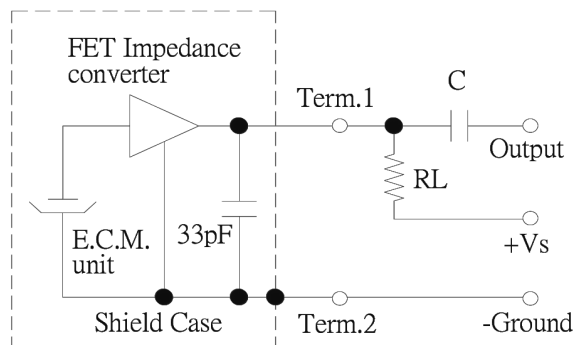 FET Impedance
converter
Term.1
C
Output
RL
+Vs
E.C.M.
unit
33pF
Shield Case
Term.2
-Ground